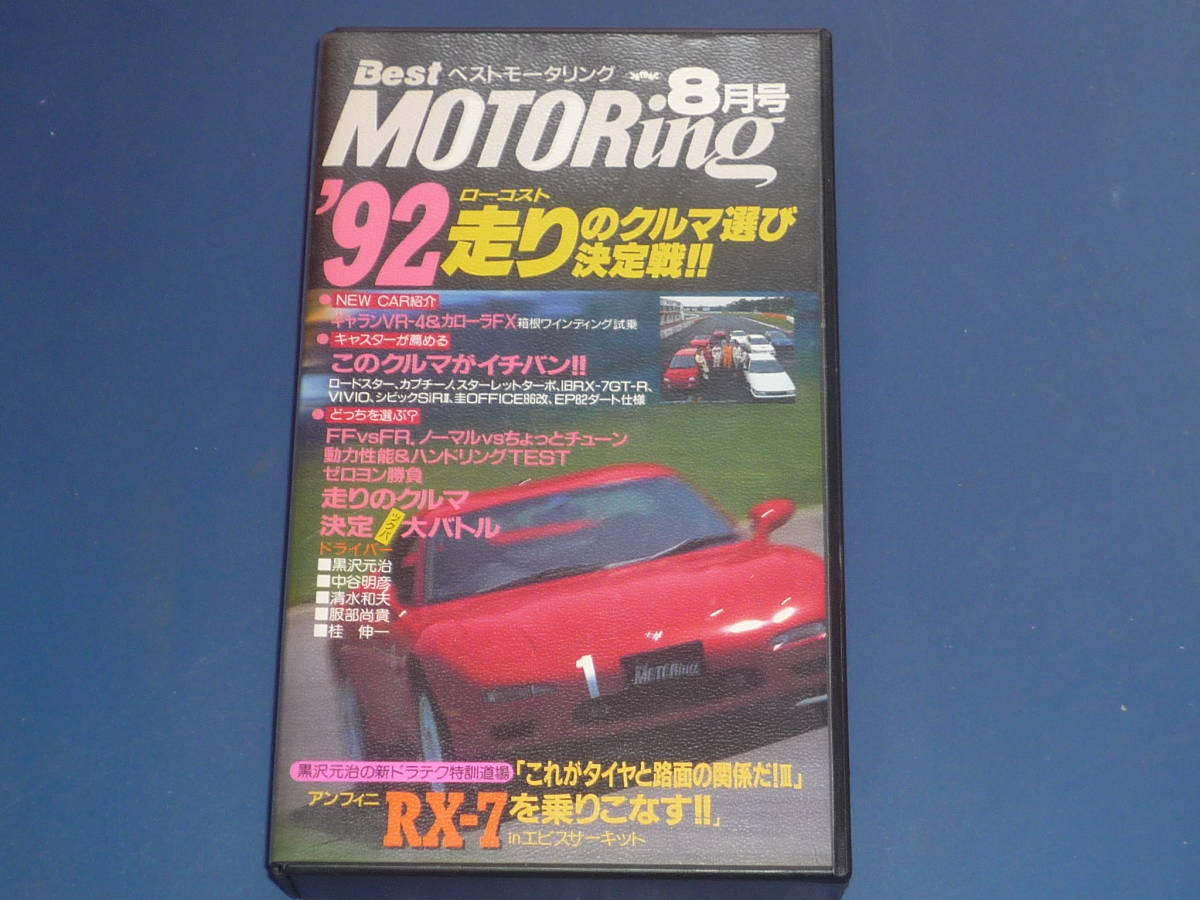 Best ベストモータリング 8月号
MOTORing
'92 ローコスト
走りのクルマ選び
決定戦!!
● NEW CAR紹介
ギャランVR-4&カローラFX 箱根ワインディング試乗
● キャスターが薦める
このクルマがイチバン!!
ロードスター、カプチーノ、スターレットターボ、旧RX-7GT-R、
VIVIO、シビックSiRⅡ、圭OFFICE86改、EP82ダート仕様
● どっちを選ぶ?
FFvsFR、ノーマルvsちょっとチューン
動力性能&ハンドリングTEST
ゼロヨン勝負
走りのクルマ
決定 ツクバ 大バトル
ドライバー
■黒沢元治
■中谷明彦
■清水和夫
■服部尚貴
■桂 伸一
1
MOTORing
黒沢元治の新ドラテク特訓道場 「これがタイヤと路面の関係だ!Ⅲ」
アンフィニ RX-7を乗りこなす!!」
inエビスサーキット